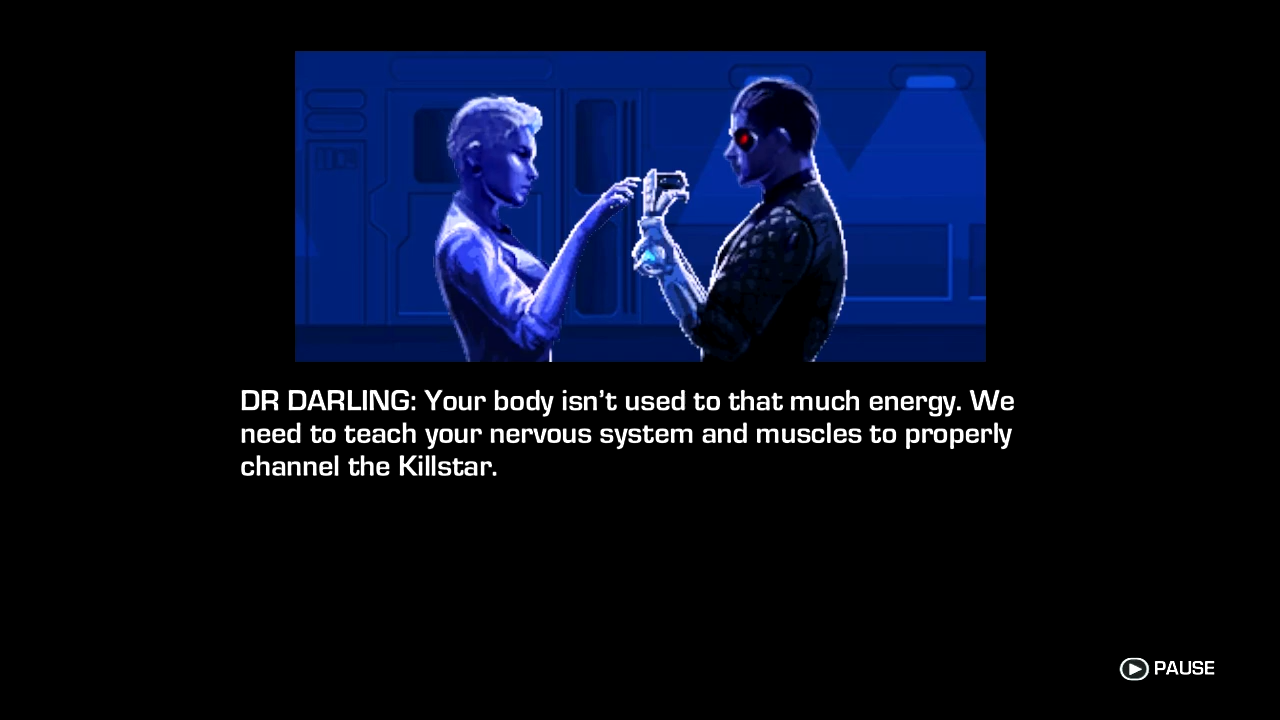 DR DARLING: Your body isn’t used to that much energy. We
need to teach your nervous system and muscles to properly
channel the Killstar.
PAUSE